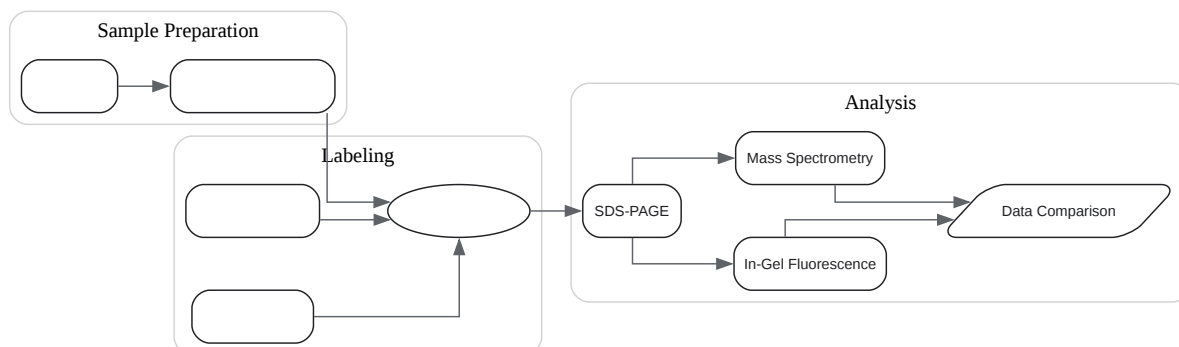 Sample Preparation
Labeling
Analysis
Mass Spectrometry
SDS-PAGE
Data Comparison
In-Gel Fluorescence